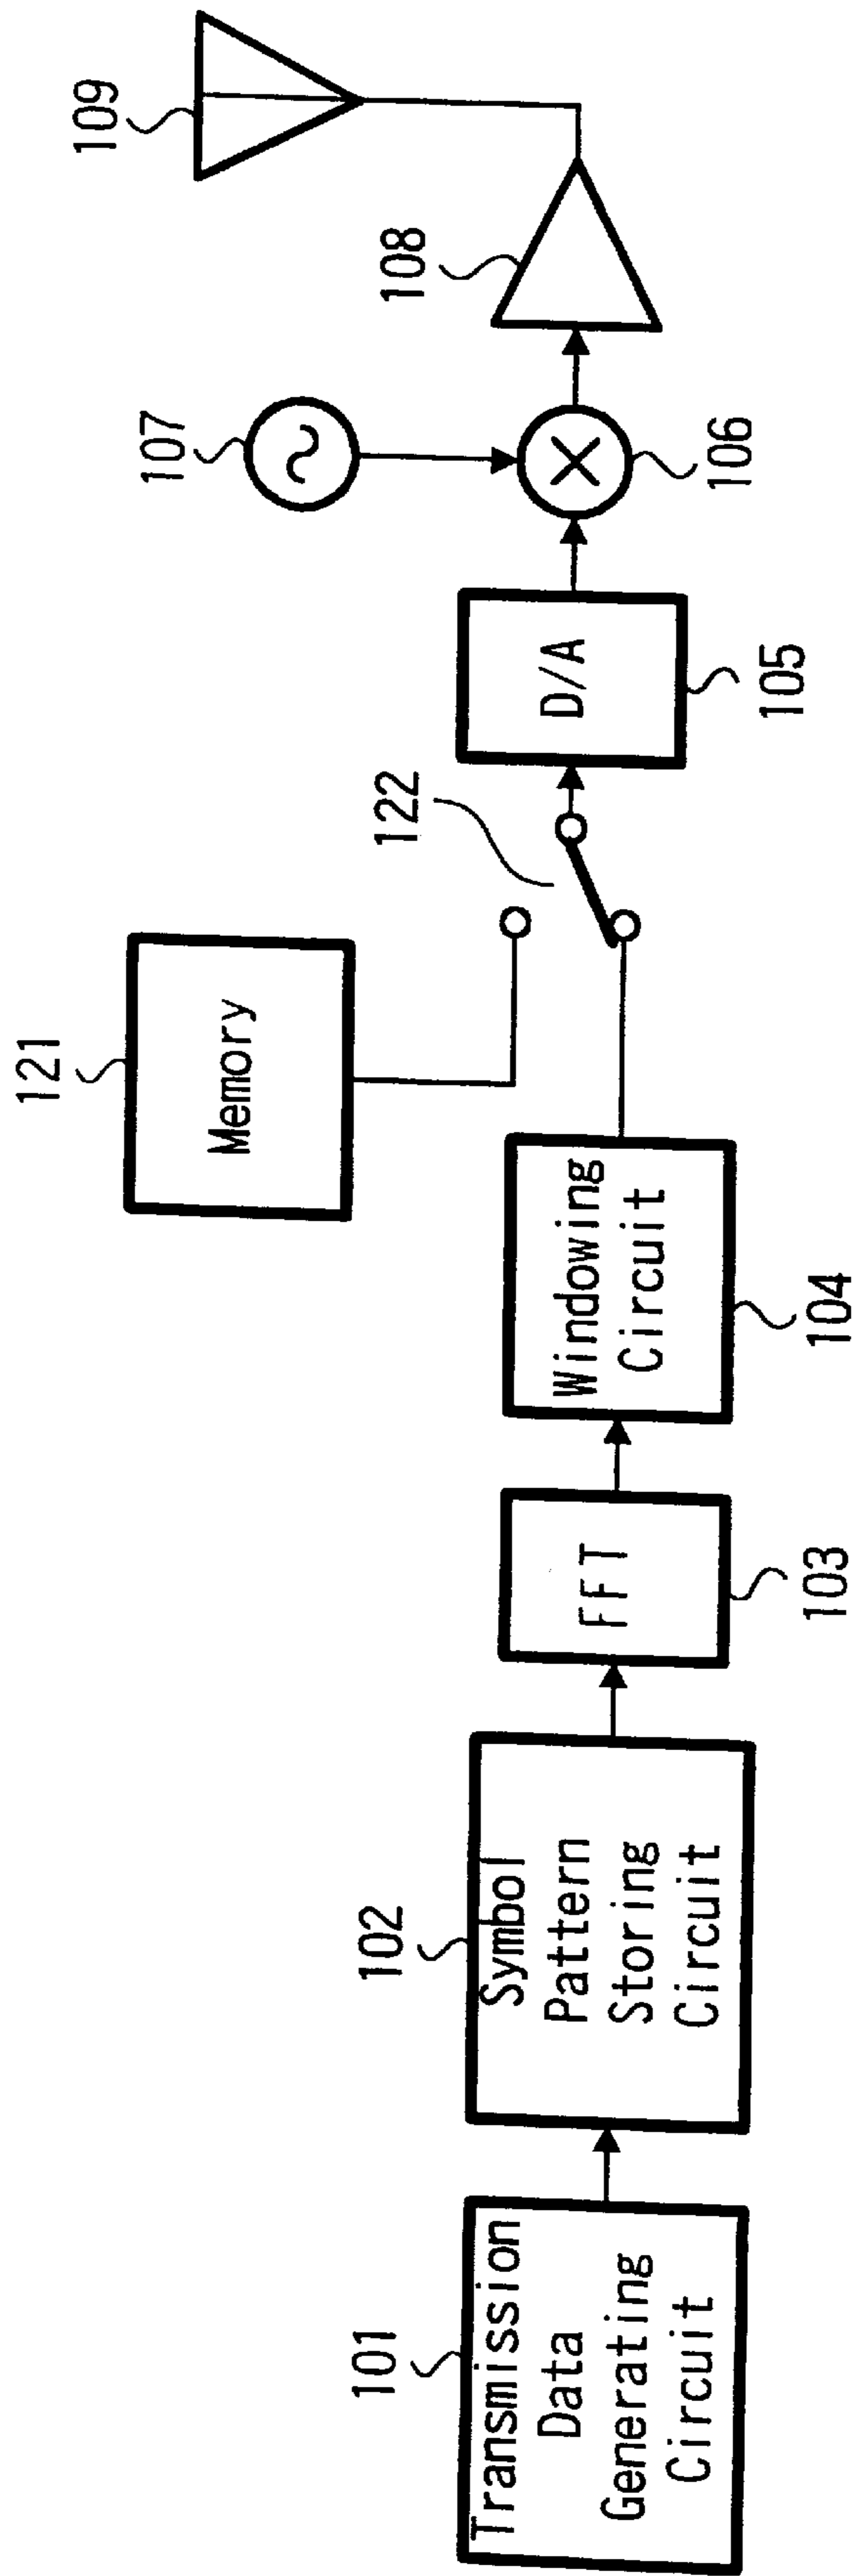 101
Transmission
Data
Generating
Circuit
102
Symbol
Pattern
Storing
Circuit
FFT
103
Windowing
Circuit
104
121
Memory
122
D/A
105
107
106
108
109